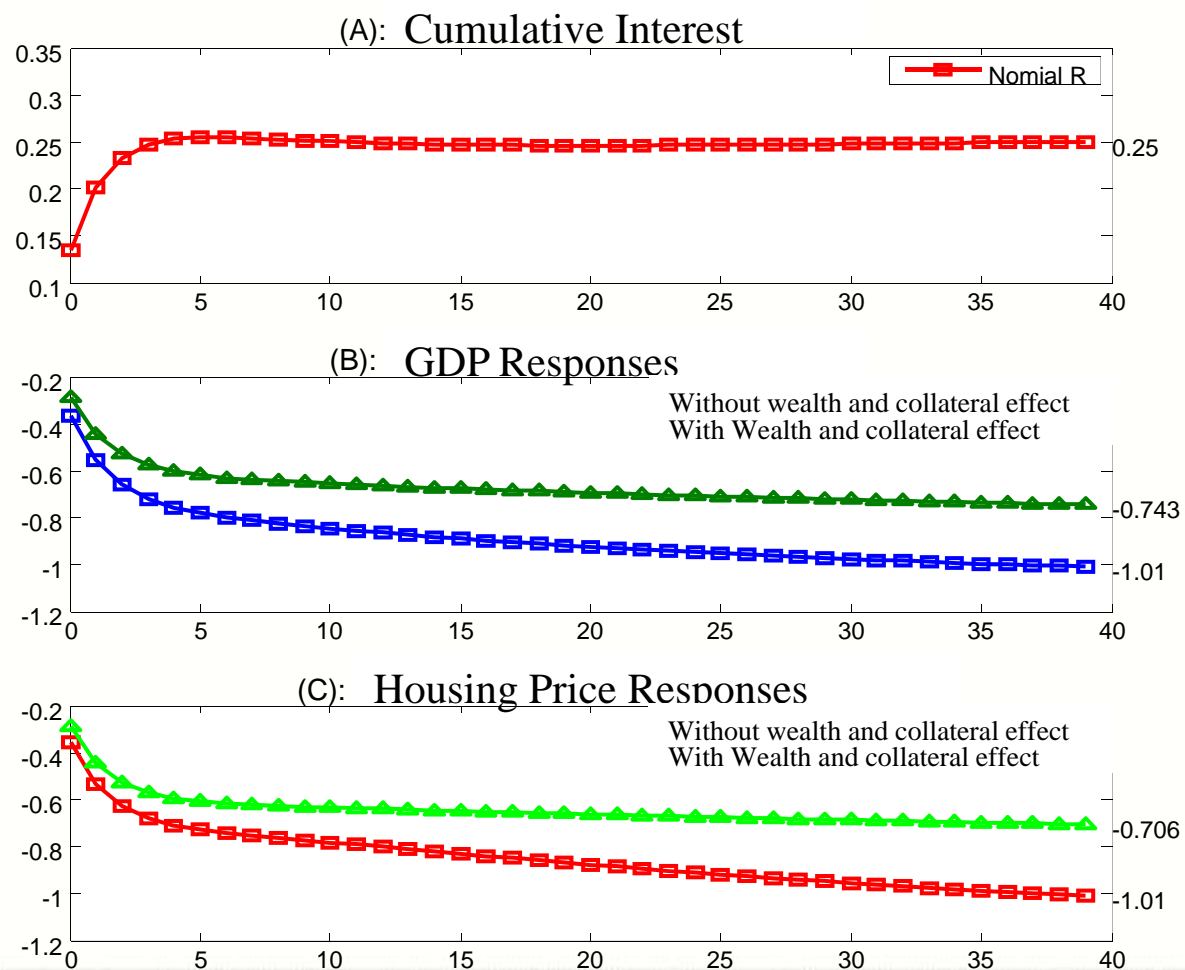 (A): Cumulative Interest
0.35
0.3
0.25
0.2
0.15
0.1
Nomial R
0.25
0 5 10 15 20 25 30 35 40
(B): GDP Responses
-0.2
-0.4
-0.6
-0.8
-1
-1.2
Without wealth and collateral effect
With Wealth and collateral effect
-0.743
-1.01
0 5 10 15 20 25 30 35 40
(C): Housing Price Responses
-0.2
-0.4
-0.6
-0.8
-1
-1.2
Without wealth and collateral effect
With Wealth and collateral effect
-0.706
-1.01
0 5 10 15 20 25 30 35 40